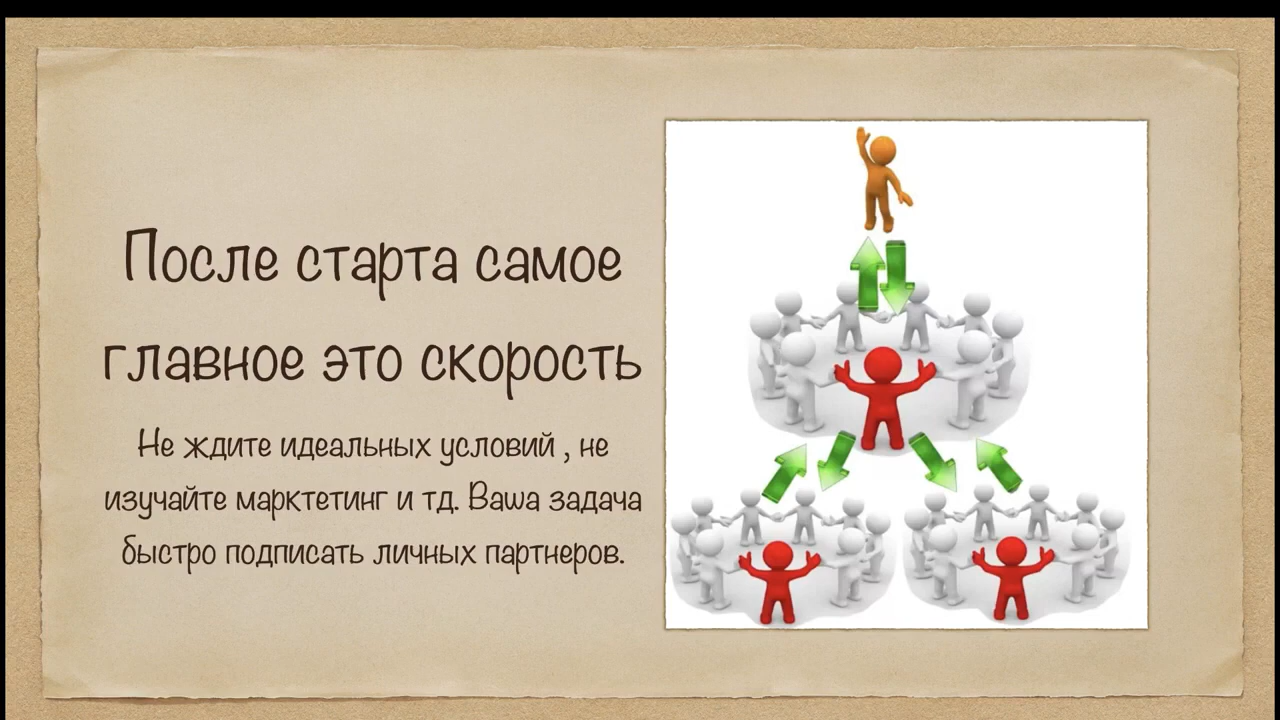 После старта самое
главное это скорость
Не ждите идеальных условий , не
изучайте марктетинг и тд. Ваша задача
быстро подписать личных партнеров.